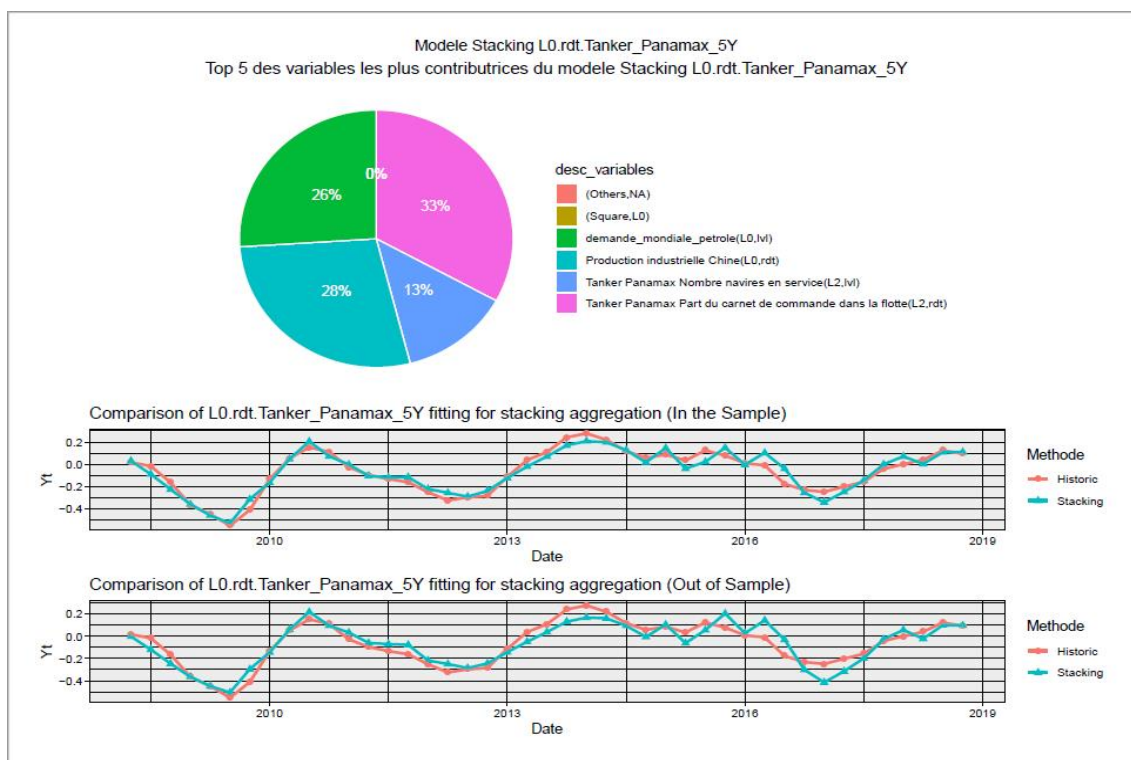 Modele Stacking L0.rdt.Tanker_Panamax_5Y
Top 5 des variables les plus contributrices du modele Stacking L0.rdt.Tanker_Panamax_5Y
0%
26%
33%
28%
13%
desc_variables
(Others,NA)
(Square,L0)
demande_mondiale_petrole(L0,lvl)
Production industrielle Chine(L0,rdt)
Tanker Panamax Nombre navires en service(L2,lvl)
Tanker Panamax Part du carnet de commande dans la flotte(L2,rdt)
Comparison of L0.rdt.Tanker_Panamax_5Y fitting for stacking aggregation (In the Sample)
0.2
0.0
−0.2
−0.4
Yt
2010
2013
2016
2019
Date
Methode
Historic
Stacking
Comparison of L0.rdt.Tanker_Panamax_5Y fitting for stacking aggregation (Out of Sample)
0.2
0.0
−0.2
−0.4
Yt
2010
2013
2016
2019
Date
Methode
Historic
Stacking